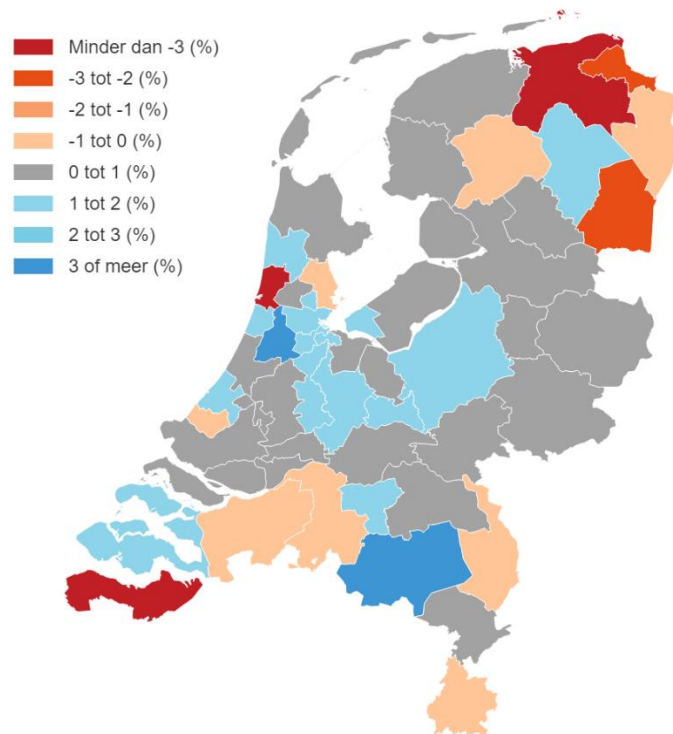 Minder dan -3 (%)
-3 tot -2 (%)
-2 tot -1 (%)
-1 tot 0 (%)
0 tot 1 (%)
1 tot 2 (%)
2 tot 3 (%)
3 of meer (%)